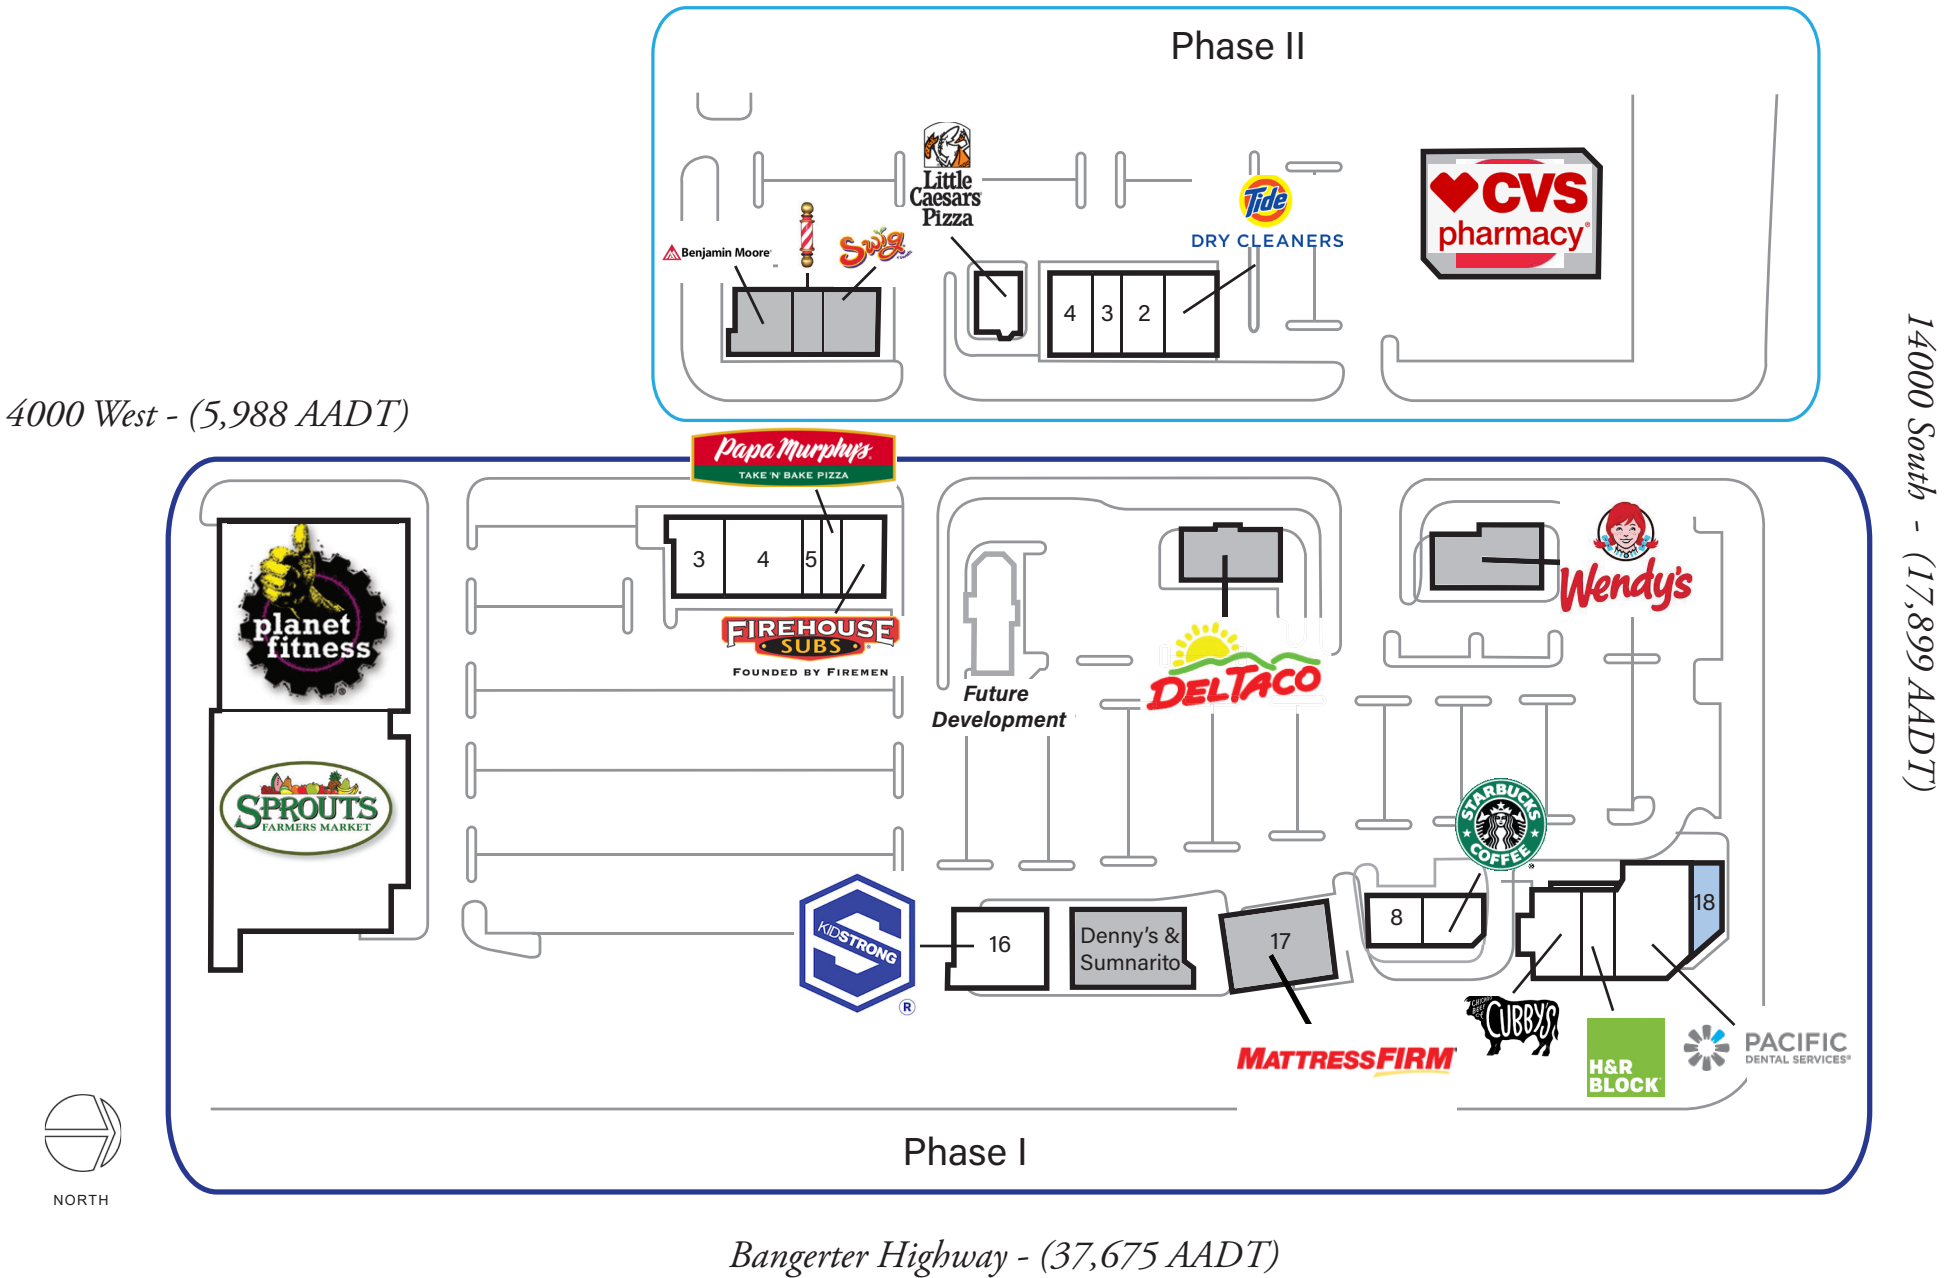 Phase II
Little
Caesars
Pizza
Tide
DRY CLEANERS
CVS
pharmacy
Benjamin Moore
Swig
4
3
2
4000 West - (5,988 AADT)
14000 South - (17,899 AADT)
Papa Murphy's
TAKE 'N' BAKE PIZZA
3
4
5
FIREHOUSE
SUBS
FOUNDED BY FIREMEN
planet
fitness
Wendy's
DEL TACO
Future
Development
SPROUTS
FARMERS MARKET
STARBUCKS
COFFEE
KIDSTRONG
®
16
Denny's &
Sumnarito
17
8
18
CHICAGO
BEEF
CUBBY'S
MATTRESSFIRM
H&R
BLOCK
PACIFIC
DENTAL SERVICES®
NORTH
Phase I
Bangerter Highway - (37,675 AADT)